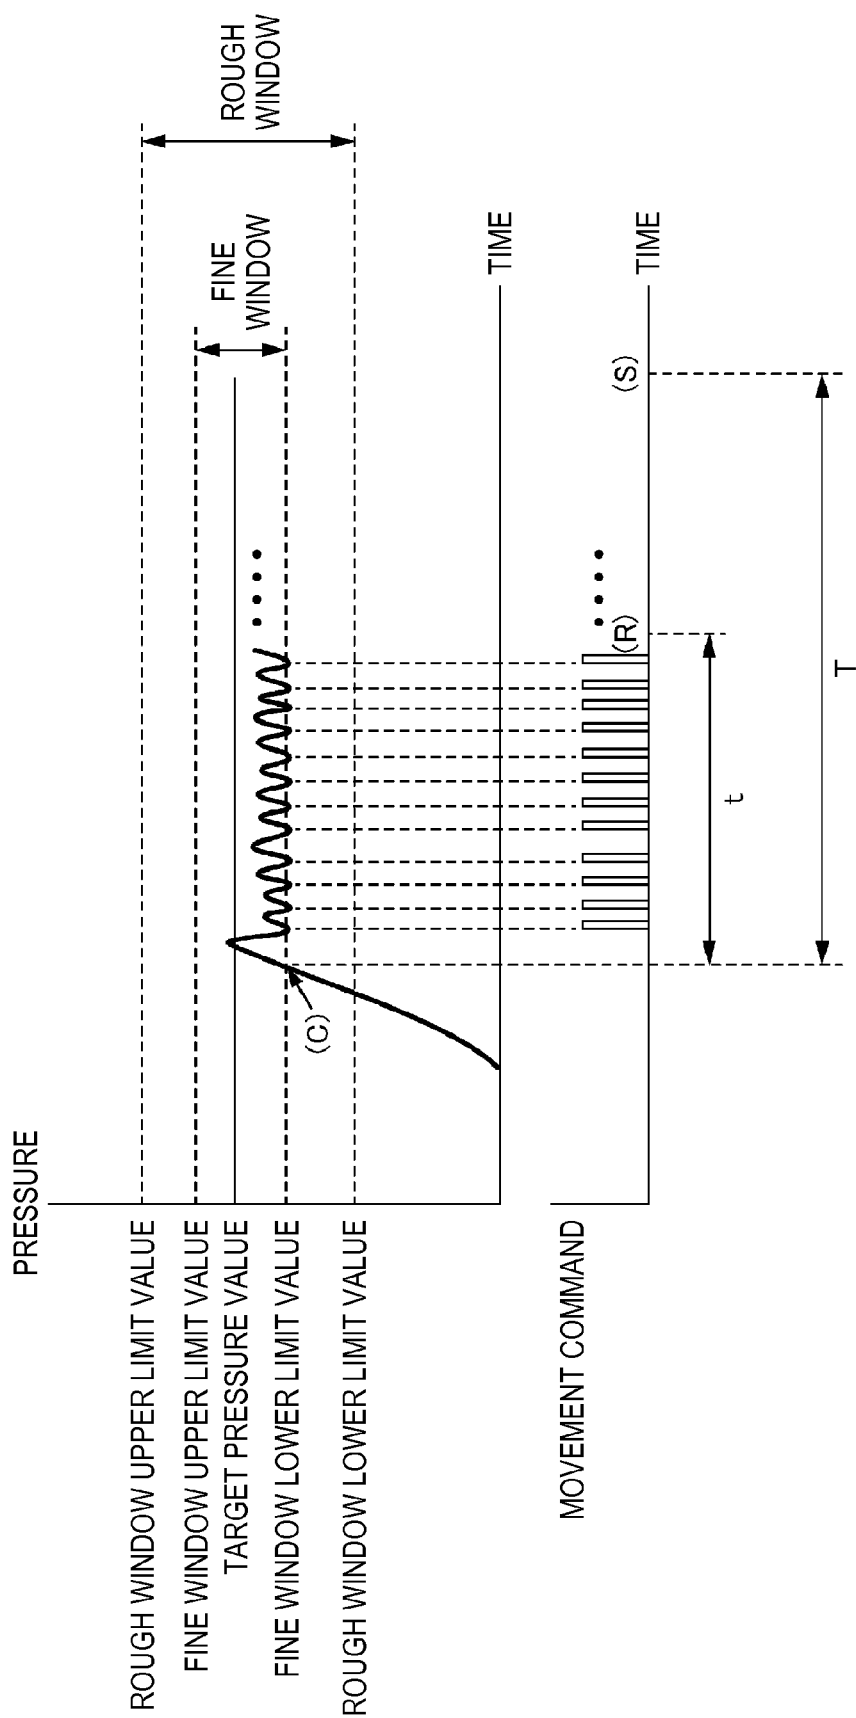 PRESSURE
ROUGH WINDOW UPPER LIMIT VALUE
FINE WINDOW UPPER LIMIT VALUE
TARGET PRESSURE VALUE
FINE WINDOW LOWER LIMIT VALUE
ROUGH WINDOW LOWER LIMIT VALUE
(C)
FINE
WINDOW
ROUGH
WINDOW
TIME
MOVEMENT COMMAND
(R)
(S)
TIME
t
T